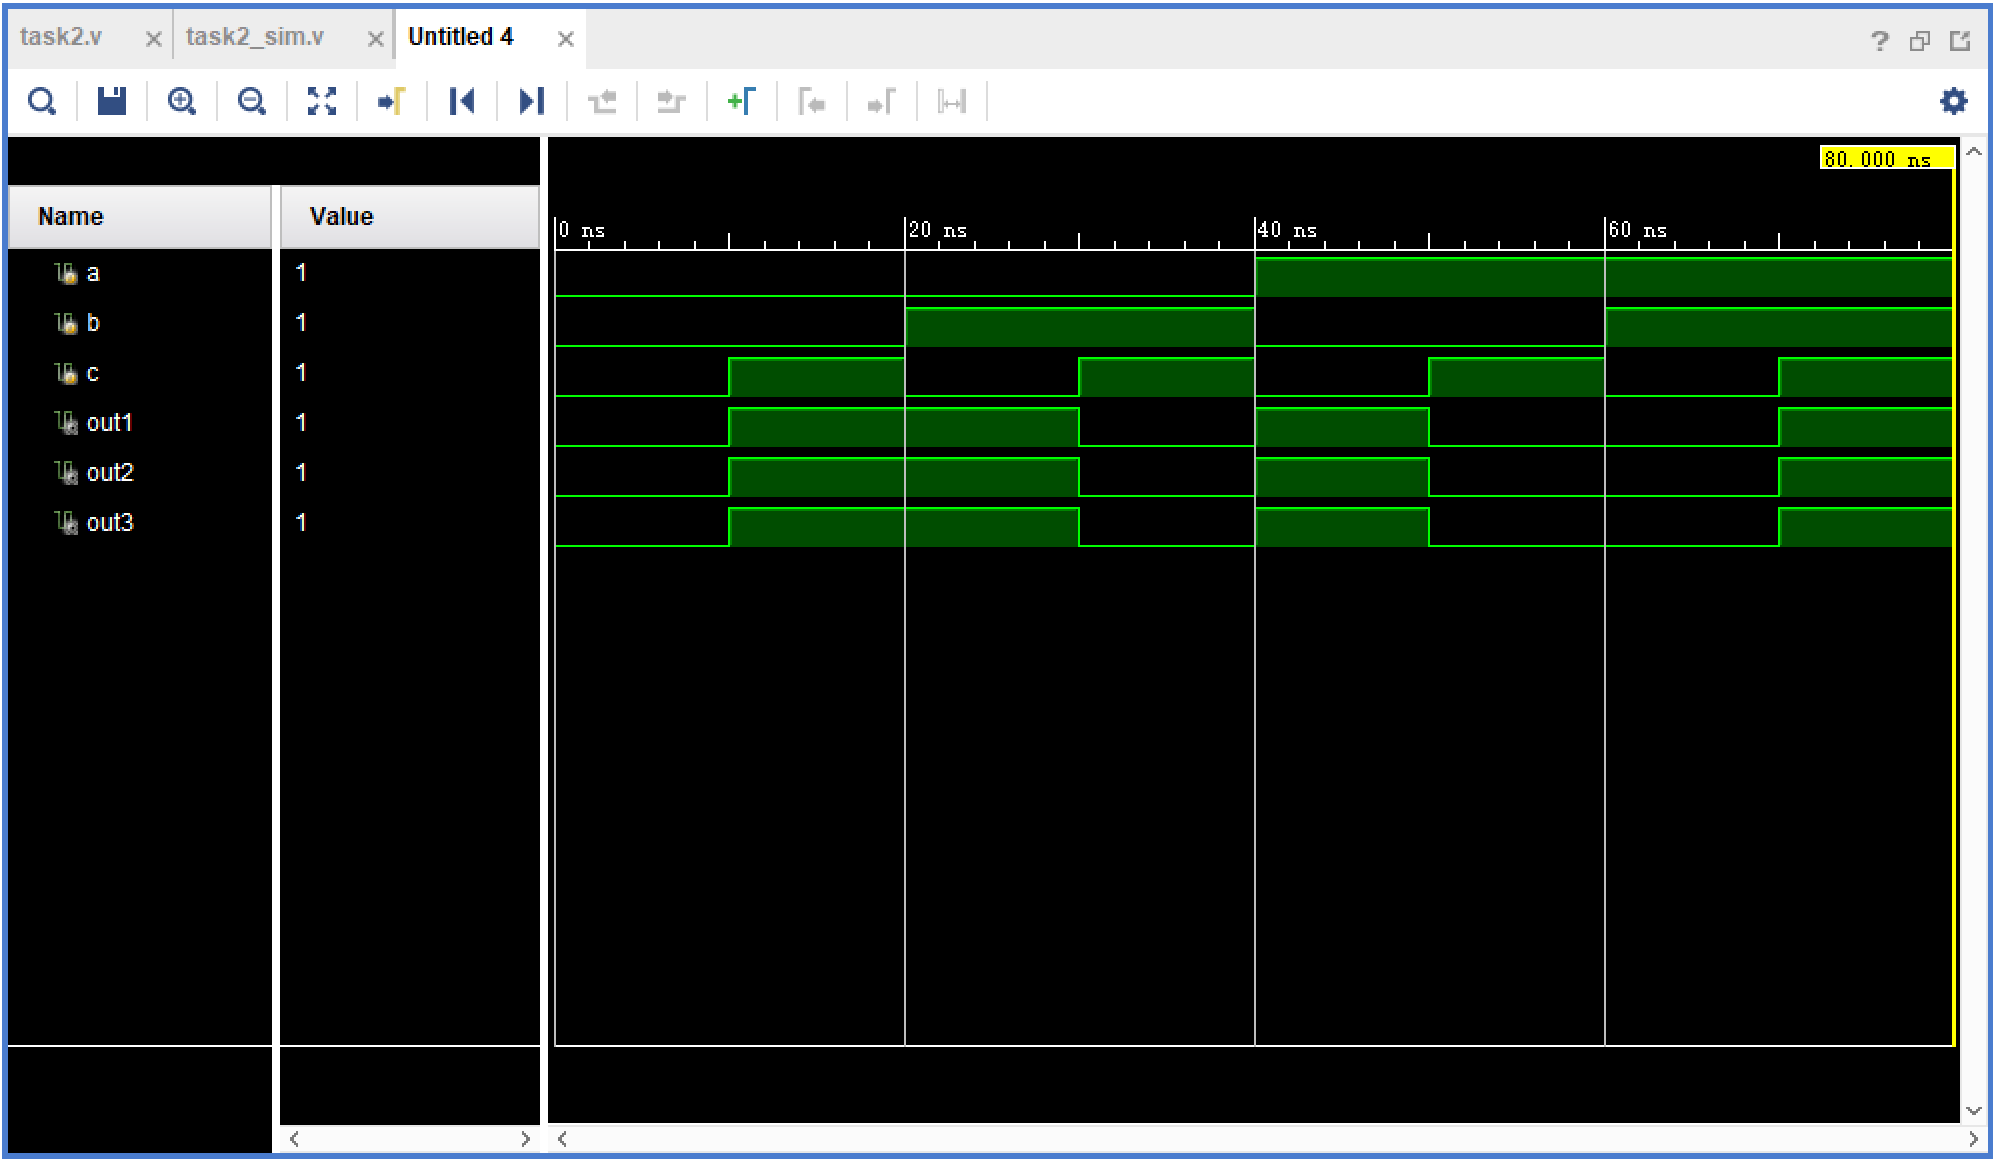 task2.v × task2_sim.v × Untitled 4 ×
?
80.000 ns
Name Value
0 ns 20 ns 40 ns 60 ns
a 1
b 1
c 1
out1 1
out2 1
out3 1